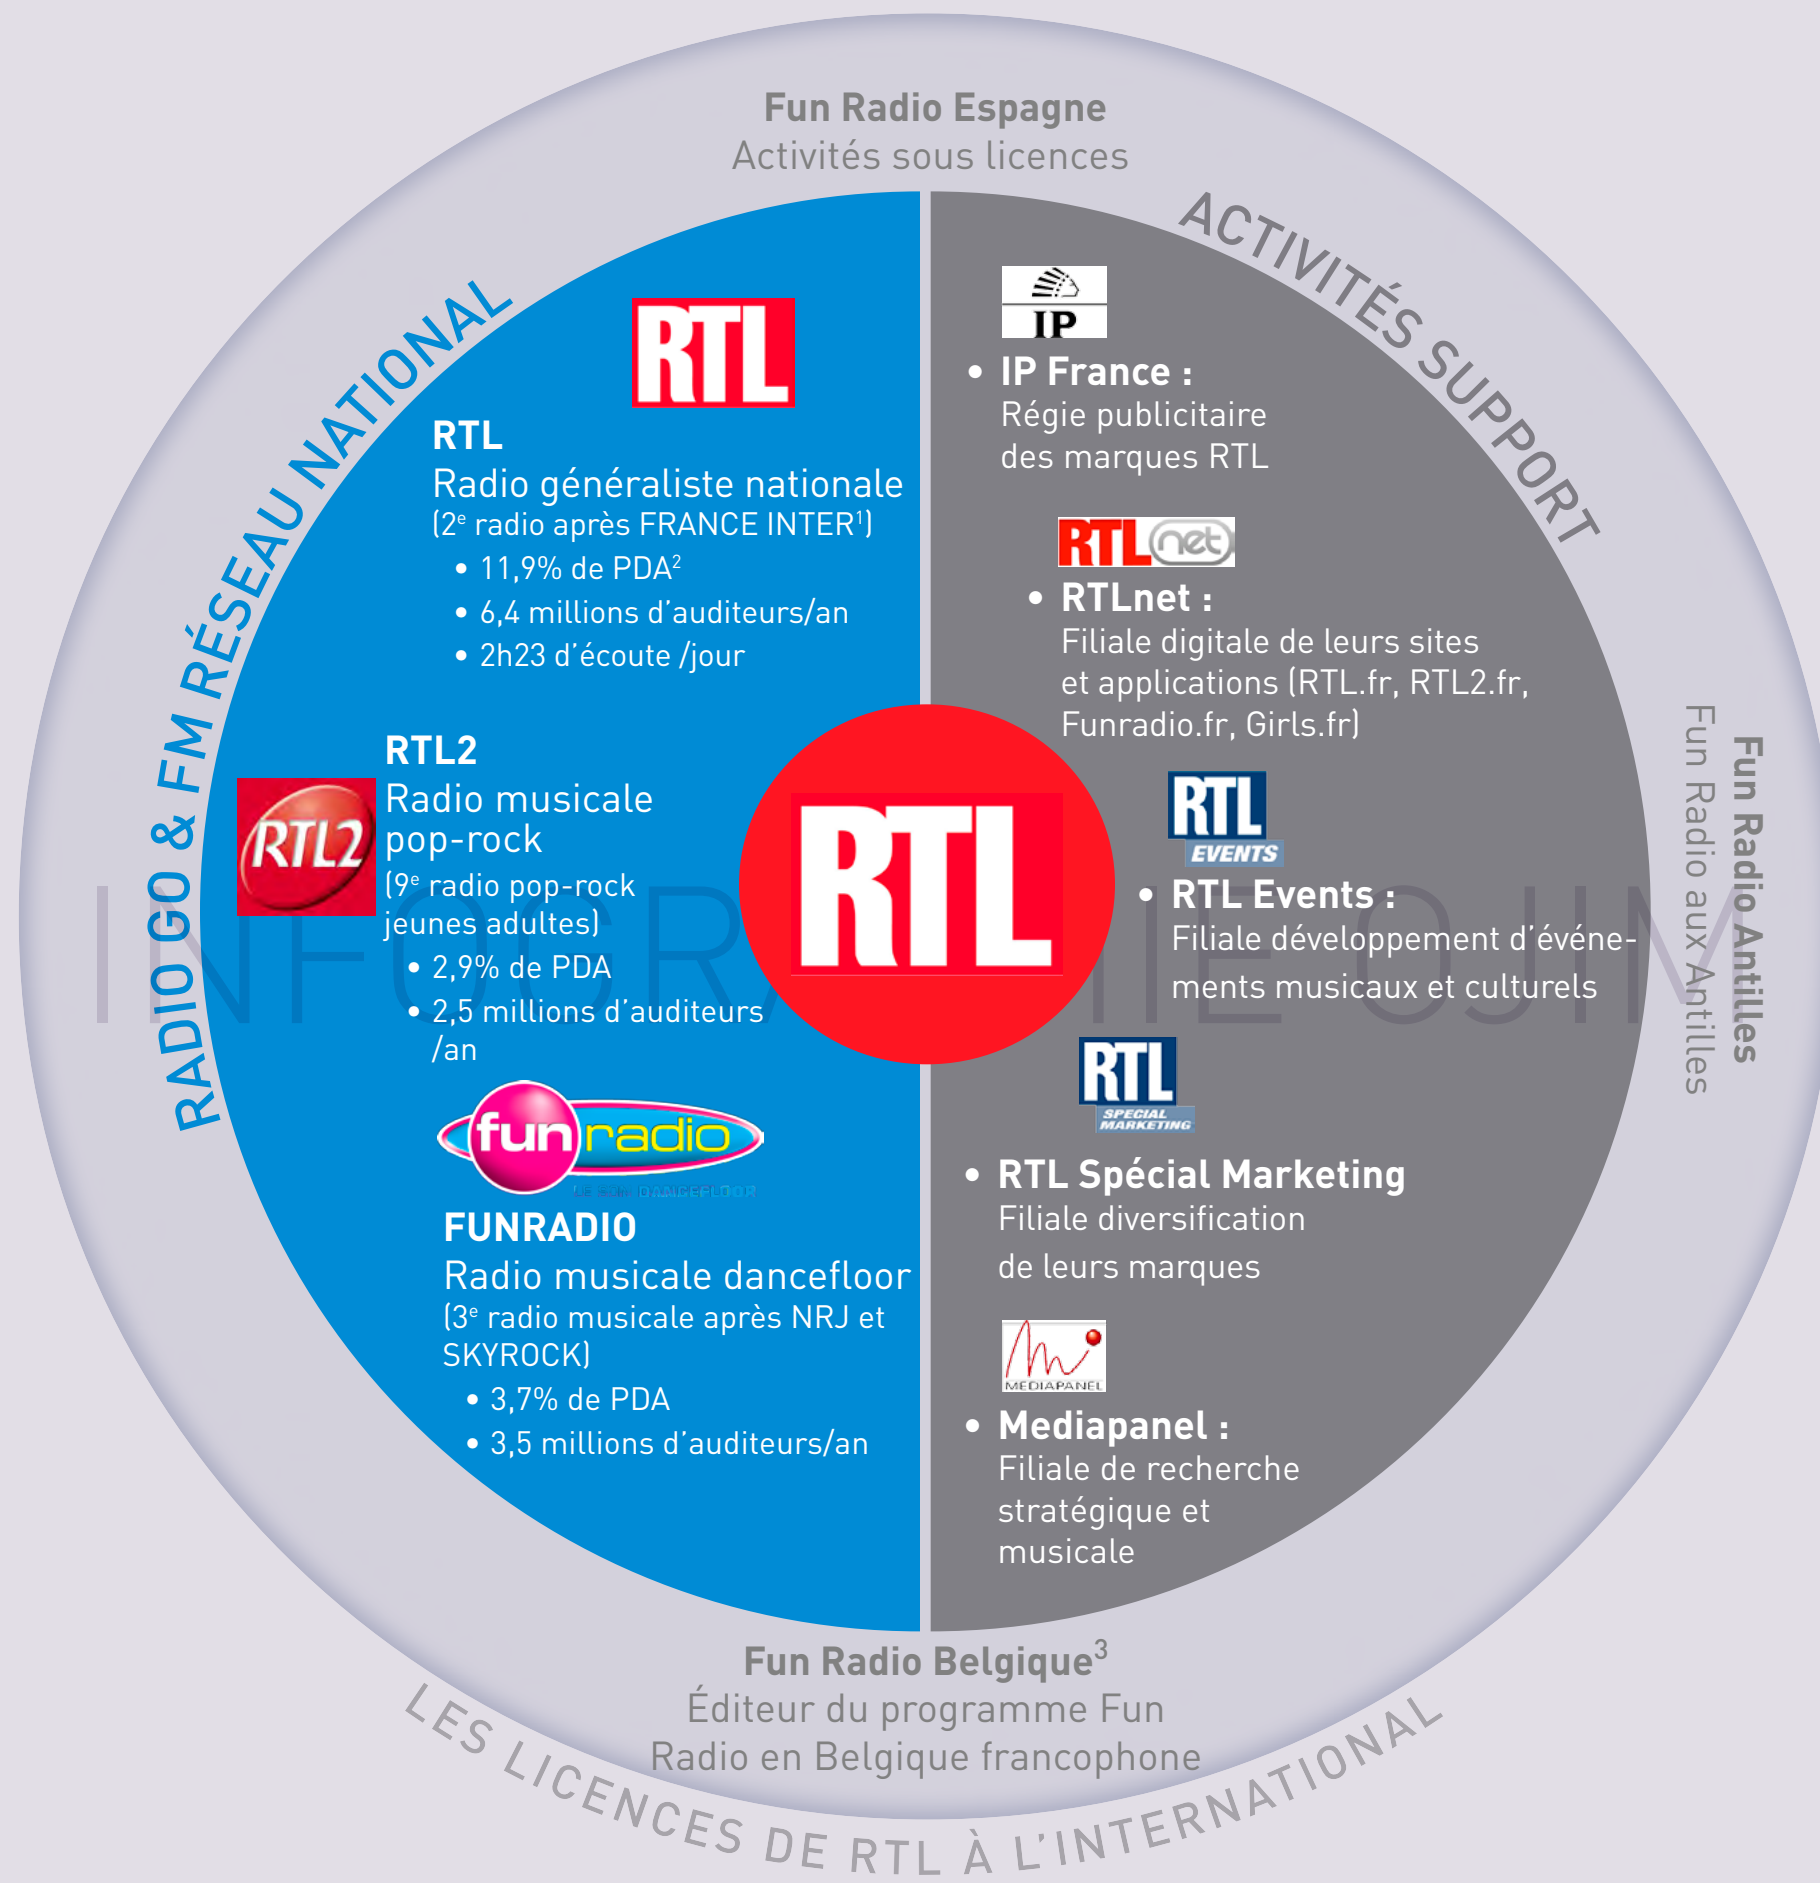 Fun Radio Espagne
Activités sous licences
RADIO GO & FM RÉSEAU NATIONAL
RTL
RTL
Radio généraliste nationale
(2e radio après FRANCE INTER1)
• 11,9% de PDA2
• 6,4 millions d’auditeurs/an
• 2h23 d’écoute /jour
RTL2
RTL2
Radio musicale
pop-rock
(9e radio pop-rock
jeunes adultes)
• 2,9% de PDA
• 2,5 millions d’auditeurs
/an
funradio
FUNRADIO
Radio musicale dancefloor
(3e radio musicale après NRJ et
SKYROCK)
• 3,7% de PDA
• 3,5 millions d’auditeurs/an
RTL
ACTIVITÉS SUPPORT
IP
• IP France :
Régie publicitaire
des marques RTL
RTL net
• RTLnet :
Filiale digitale de leurs sites
et applications (RTL.fr, RTL2.fr,
Funradio.fr, Girls.fr)
RTL
EVENTS
• RTL Events :
Filiale développement d’événe-
ments musicaux et culturels
RTL
SPECIAL
MARKETING
• RTL Spécial Marketing
Filiale diversification
de leurs marques
MEDIAPANEL
• Mediapanel :
Filiale de recherche
stratégique et
musicale
Fun Radio Antilles
Fun Radio aux Antilles
Fun Radio Belgique3
Éditeur du programme Fun
Radio en Belgique francophone
LES LICENCES DE RTL À L’INTERNATIONAL
OJIM